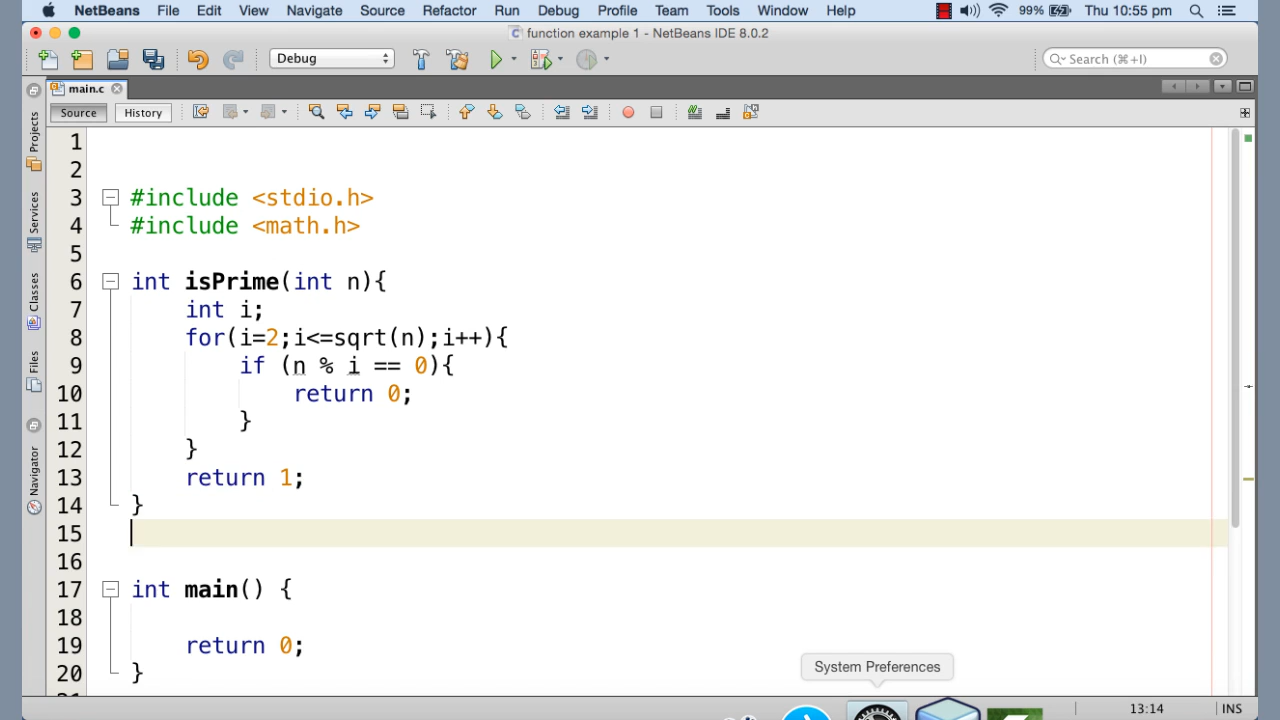 NetBeans File Edit View Navigate Source Refactor Run Debug Profile Team Tools Window Help 99% Thu 10:55 pm
function example 1 - NetBeans IDE 8.0.2
Debug
Search (⌘+I)
main.c
Source History
Projects
Services
Classes
Files
Navigator
1
2
3 #include <stdio.h>
4 #include <math.h>
5
6 int isPrime(int n){
7 int i;
8 for(i=2;i<=sqrt(n);i++){
9 if (n % i == 0){
10 return 0;
11 }
12 }
13 return 1;
14 }
15
16
17 int main() {
18
19 return 0;
20 }
System Preferences
13:14 INS